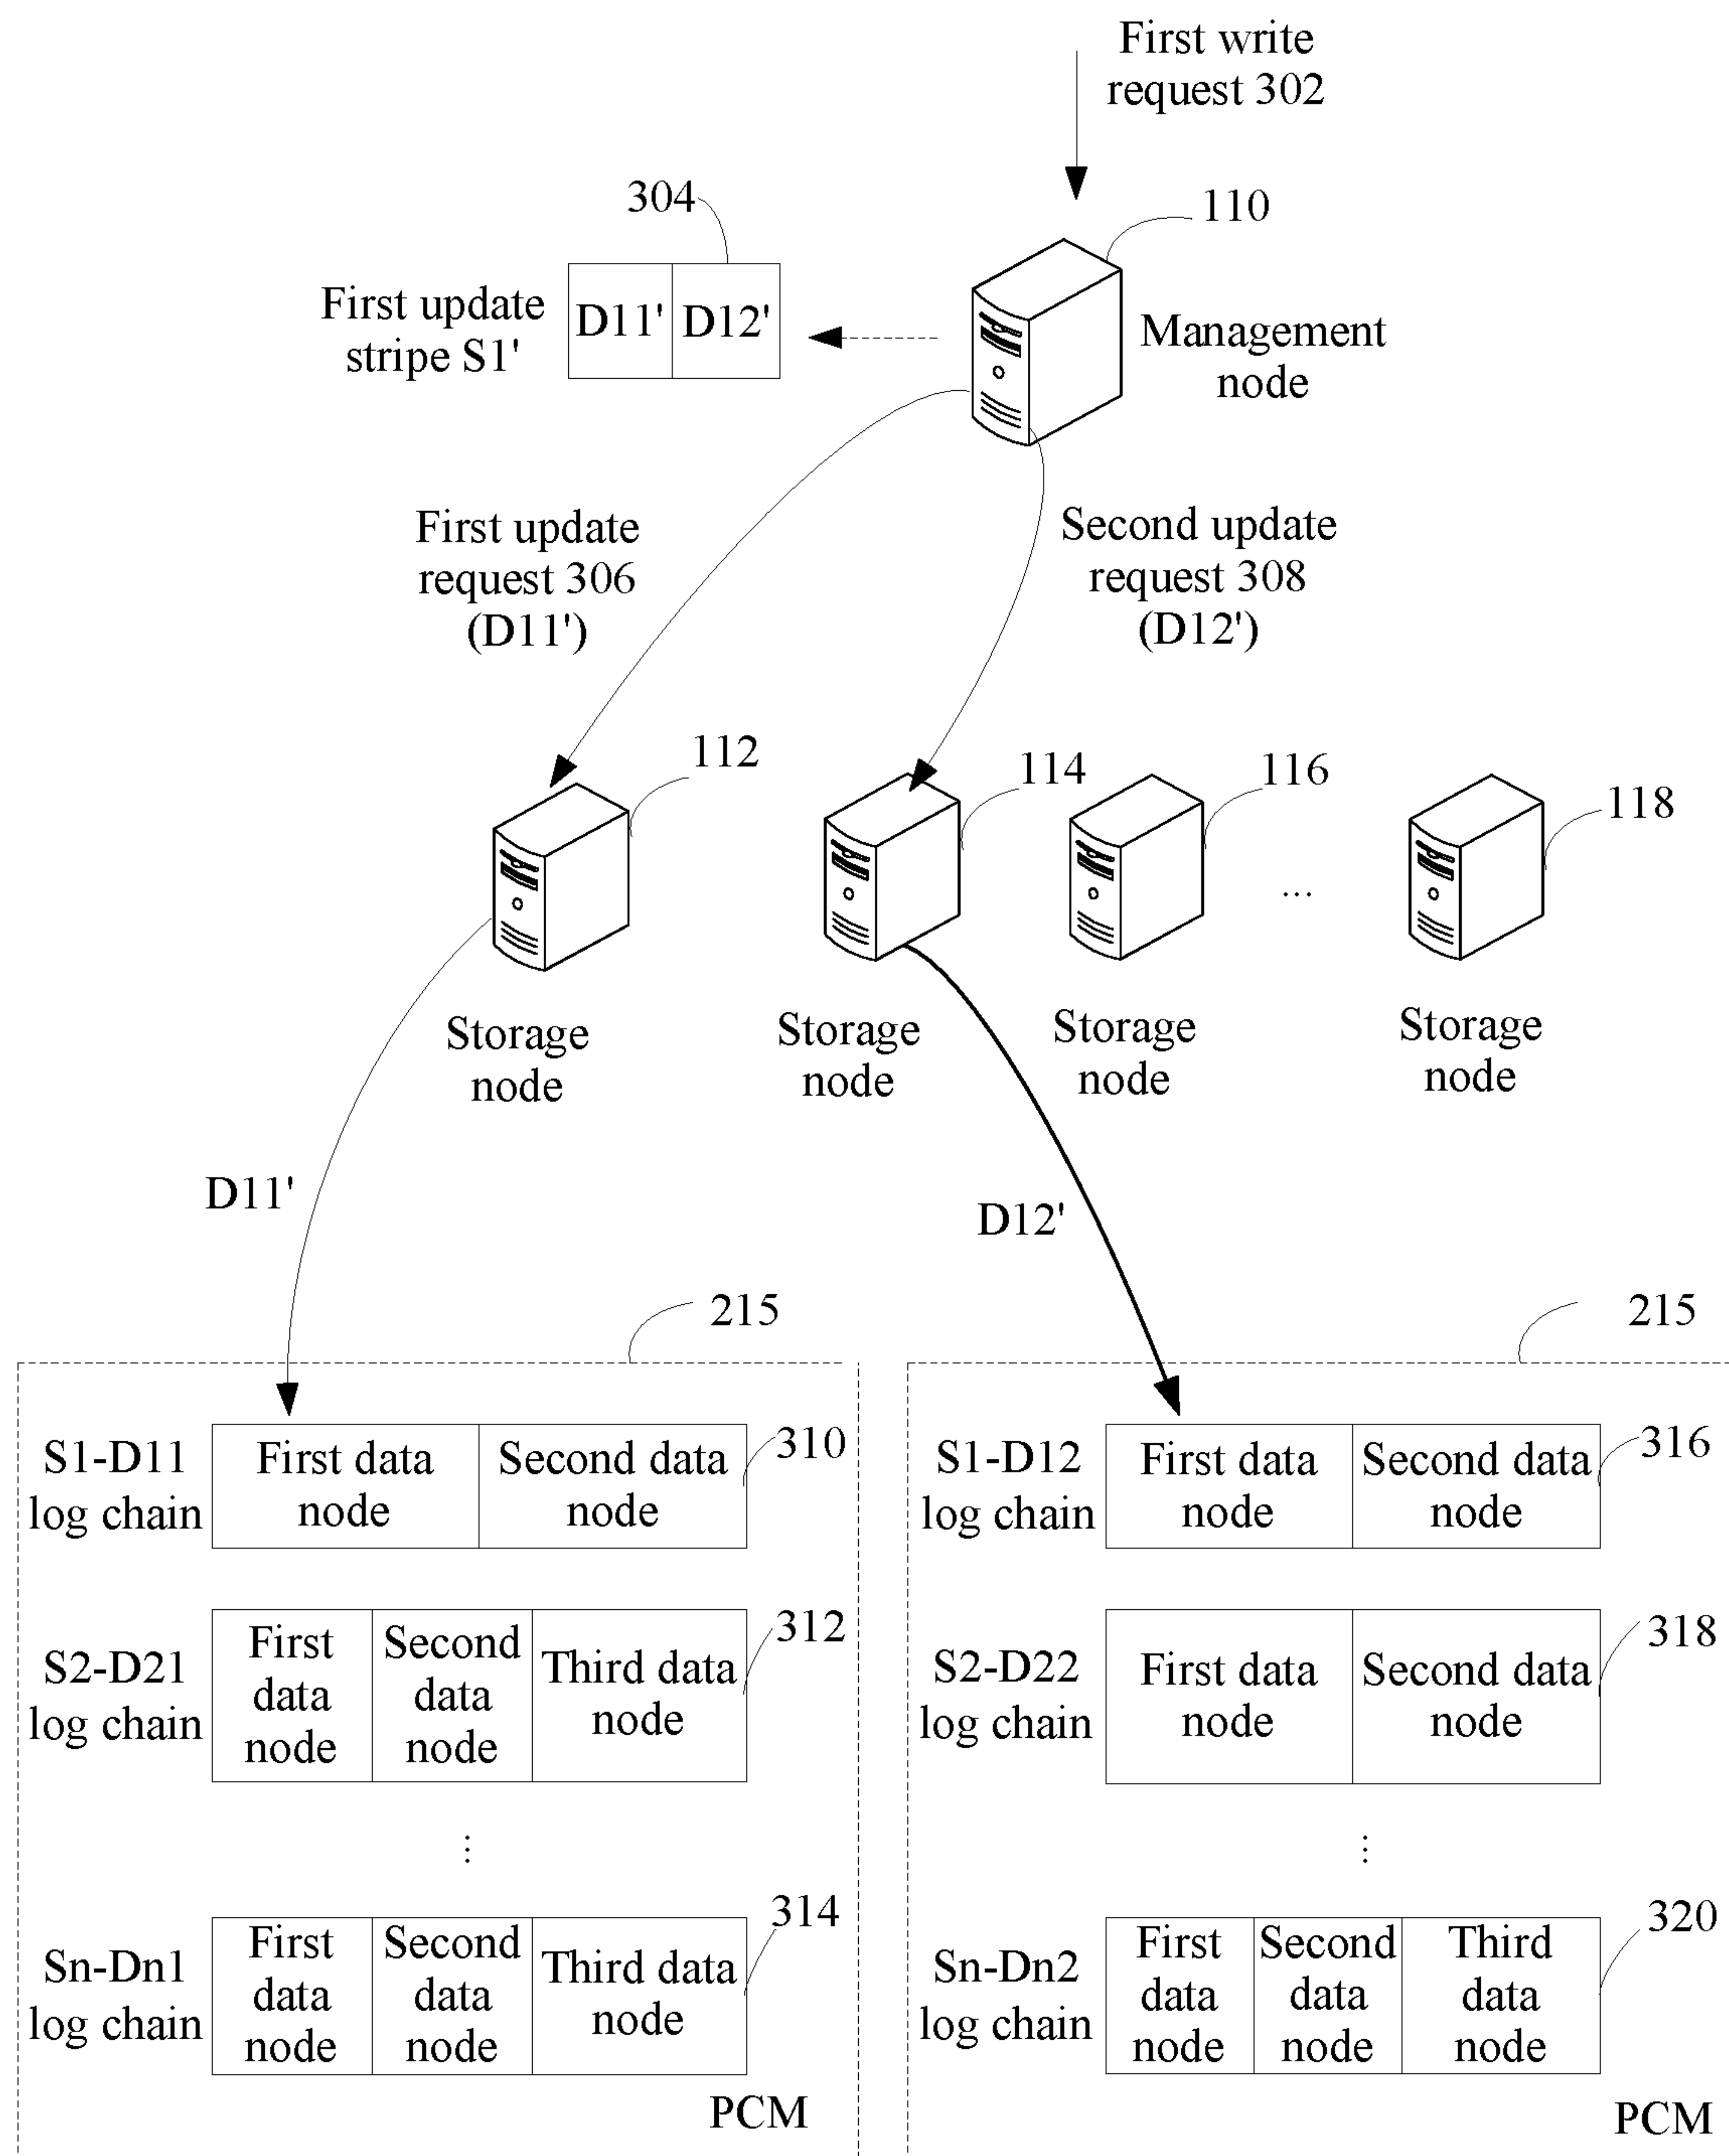 First write
request 302
304
110
First update
stripe S1'
D11'
D12'
Management
node
First update
request 306
(D11')
Second update
request 308
(D12')
112
114
116
118
...
Storage
node
Storage
node
Storage
node
Storage
node
D11'
D12'
215
215
S1-D11
log chain
First data
node
Second data
node
310
S2-D21
log chain
First
data
node
Second
data
node
Third data
node
312
⋮
Sn-Dn1
log chain
First
data
node
Second
data
node
Third data
node
314
PCM
S1-D12
log chain
First data
node
Second data
node
316
S2-D22
log chain
First data
node
Second data
node
318
⋮
Sn-Dn2
log chain
First
data
node
Second
data
node
Third
data
node
320
PCM